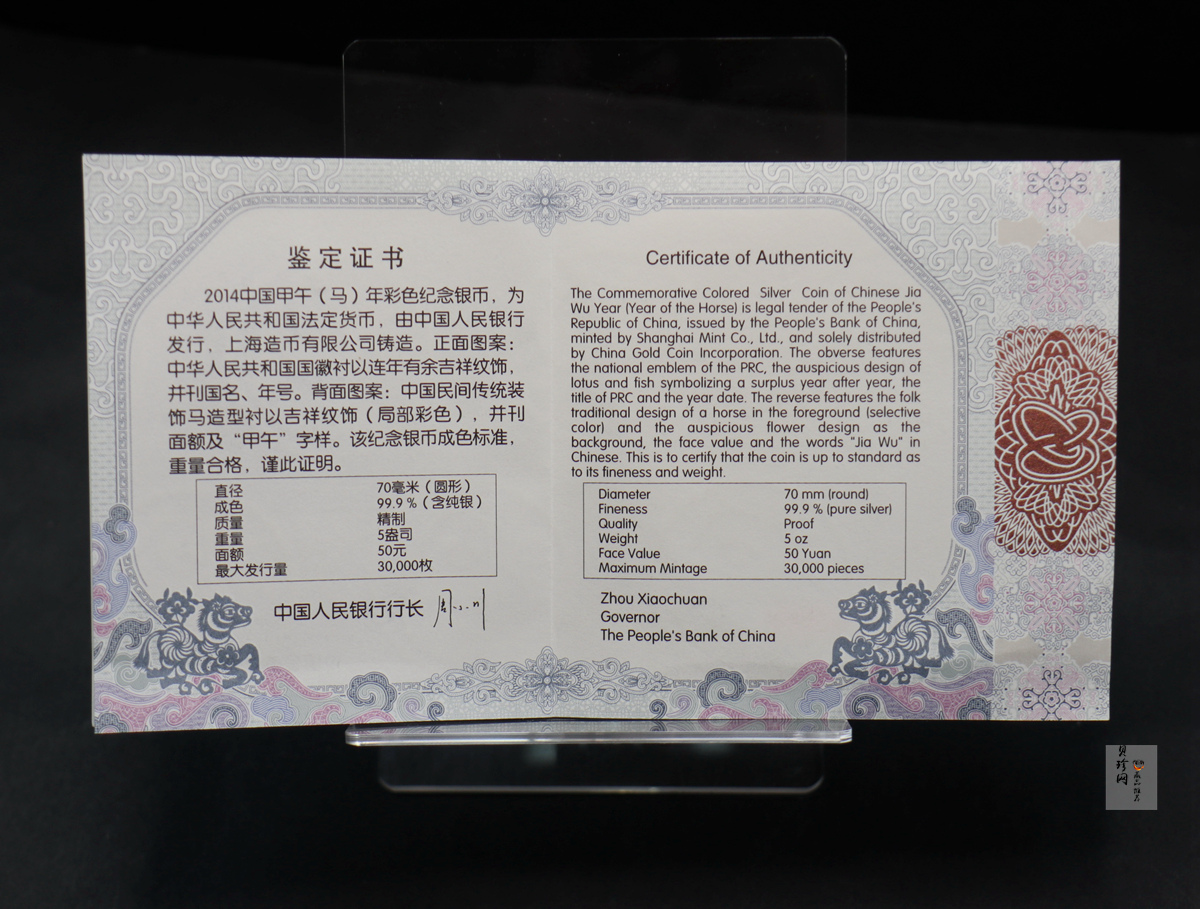 鉴定证书
2014中国甲午（马）年彩色纪念银币，为
中华人民共和国法定货币，由中国人民银行
发行，上海造币有限公司铸造。正面图案：
中华人民共和国国徽衬以连年有余吉祥纹饰，
并刊国名、年号。背面图案：中国民间传统装
饰马造型衬以吉祥纹饰（局部彩色），并刊
面额及“甲午”字样。该纪念银币成色标准，
重量合格，谨此证明。
直径 70毫米（圆形）
成色 99.9％（含纯银）
质量 精制
重量 5盎司
面额 50元
最大发行量 30,000枚
中国人民银行行长 周小川
Certificate of Authenticity
The Commemorative Colored Silver Coin of Chinese Jia
Wu Year (Year of the Horse) is legal tender of the People's
Republic of China, issued by the People's Bank of China,
minted by Shanghai Mint Co., Ltd., and solely distributed
by China Gold Coin Incorporation. The obverse features
the national emblem of the PRC, the auspicious design of
lotus and fish symbolizing a surplus year after year, the
title of PRC and the year date. The reverse features the folk
traditional design of a horse in the foreground (selective
color) and the auspicious flower design as the
background, the face value and the words "Jia Wu" in
Chinese. This is to certify that the coin is up to standard as
to its fineness and weight.
Diameter 70 mm (round)
Fineness 99.9 % (pure silver)
Quality Proof
Weight 5 oz
Face Value 50 Yuan
Maximum Mintage 30,000 pieces
Zhou Xiaochuan
Governor
The People's Bank of China
贝珍网